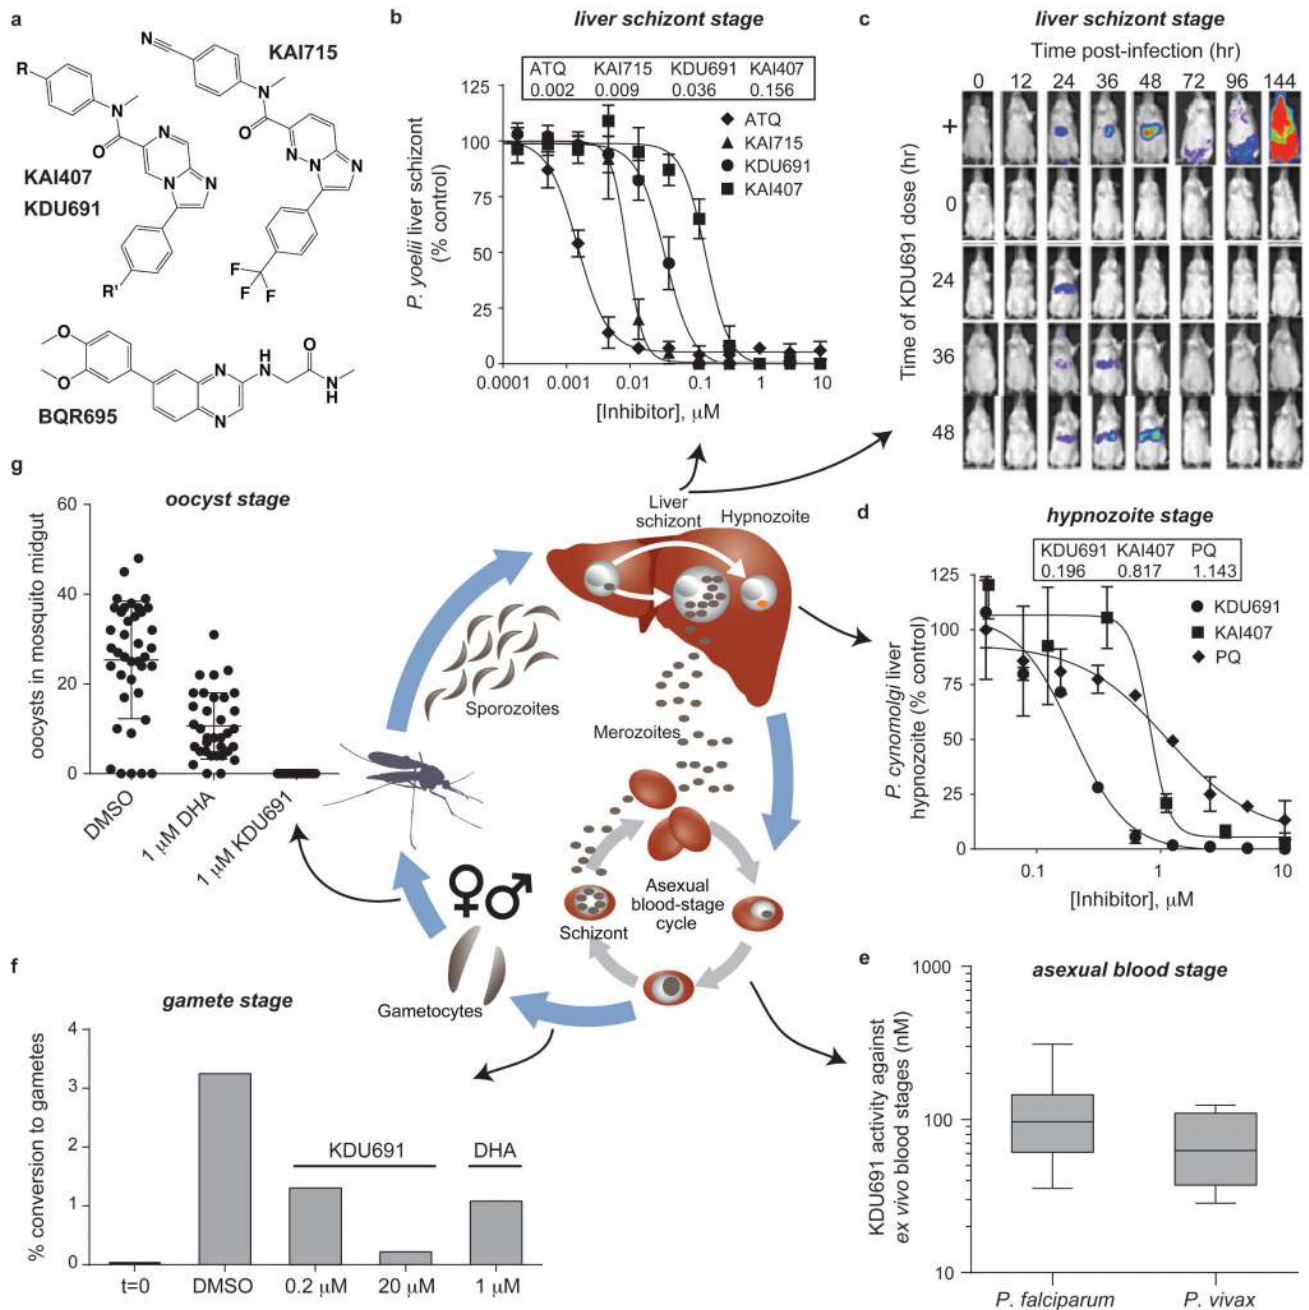 a
KAI715
N
R
N
N
O
N
O
N
N
N
N
N
KAI407
KDU691
R'
F
F
F
O
O
H
N
O
N
N
N
H
BQR695
b
liver schizont stage
ATQ KAI715 KDU691 KAI407
0.002 0.009 0.036 0.156
ATQ
KAI715
KDU691
KAI407
P. yoelii liver schizont
(% control)
125
100
75
50
25
0
0.0001 0.001 0.01 0.1 1 10
[Inhibitor], μM
c
liver schizont stage
Time post-infection (hr)
0 12 24 36 48 72 96 144
Time of KDU691 dose (hr)
+
0
24
36
48
d
hypnozoite stage
KDU691 KAI407 PQ
0.196 0.817 1.143
KDU691
KAI407
PQ
P. cynomolgi liver
hypnozoite (% control)
125
100
75
50
25
0
0.1 1 10
[Inhibitor], μM
g
oocyst stage
oocysts in mosquito midgut
60
40
20
0
DMSO
1 μM DHA
1 μM KDU691
Liver
schizont
Hypnozoite
Sporozoites
Merozoites
Asexual
blood-stage
cycle
Schizont
♀♂
Gametocytes
e
asexual blood stage
KDU691 activity against
ex vivo blood stages (nM)
1000
100
10
P. falciparum P. vivax
f
gamete stage
% conversion to gametes
4
3
2
1
0
KDU691 DHA
t=0 DMSO 0.2 μM 20 μM 1 μM